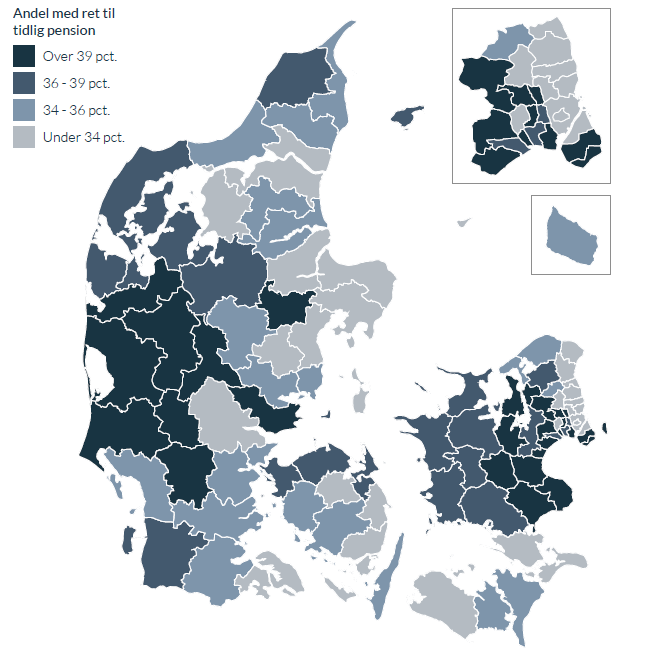 Andel med ret til
tidlig pension
Over 39 pct.
36 - 39 pct.
34 - 36 pct.
Under 34 pct.